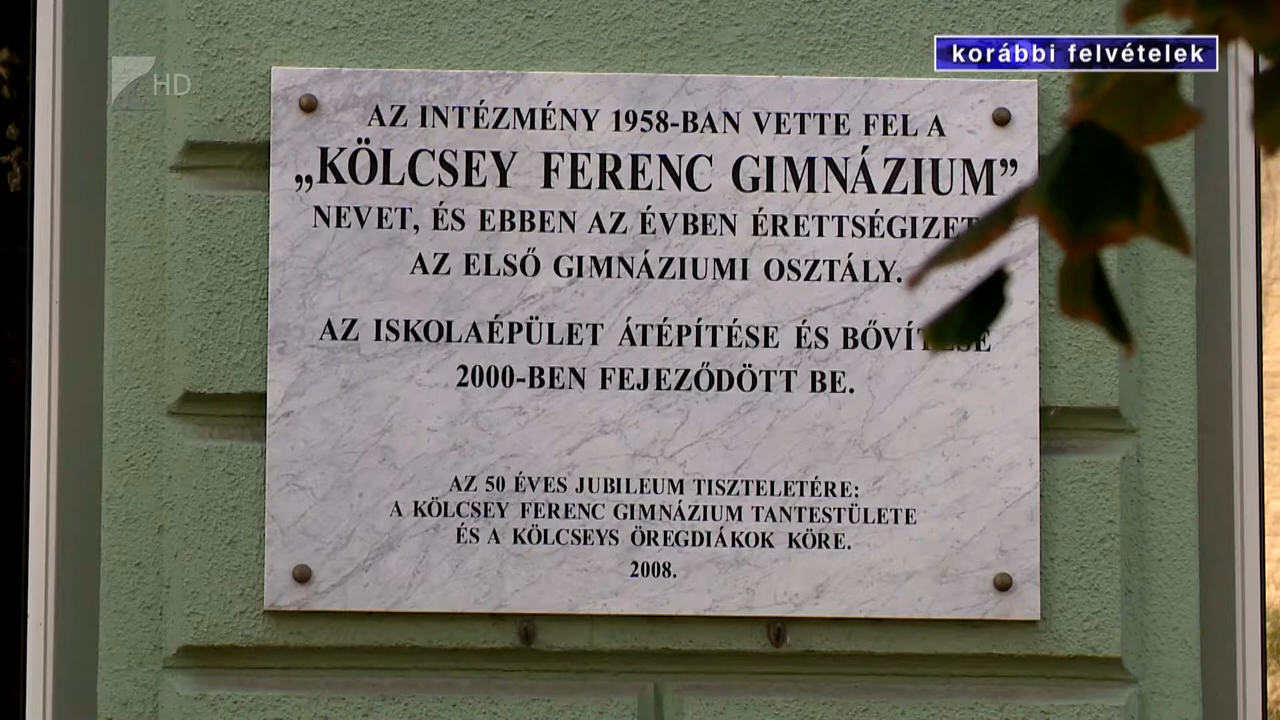 HD
korábbi felvételek
AZ INTÉZMÉNY 1958-BAN VETTE FEL A
„KÖLCSEY FERENC GIMNÁZIUM”
NEVET, ÉS EBBEN AZ ÉVBEN
AZ ELSŐ GIMNÁZIUMI OSZTÁLY.
AZ ISKOLAÉPÜLET ÁTÉPÍTÉSE ÉS BŐVÍTÉSE
2000-BEN FEJEZŐDÖTT BE.
AZ 50 ÉVES JUBILEUM TISZTELETÉRE:
A KÖLCSEY FERENC GIMNÁZIUM TANTESTÜLETE
ÉS A KÖLCSEYS ÖREGDIÁKOK KÖRE.
2008.